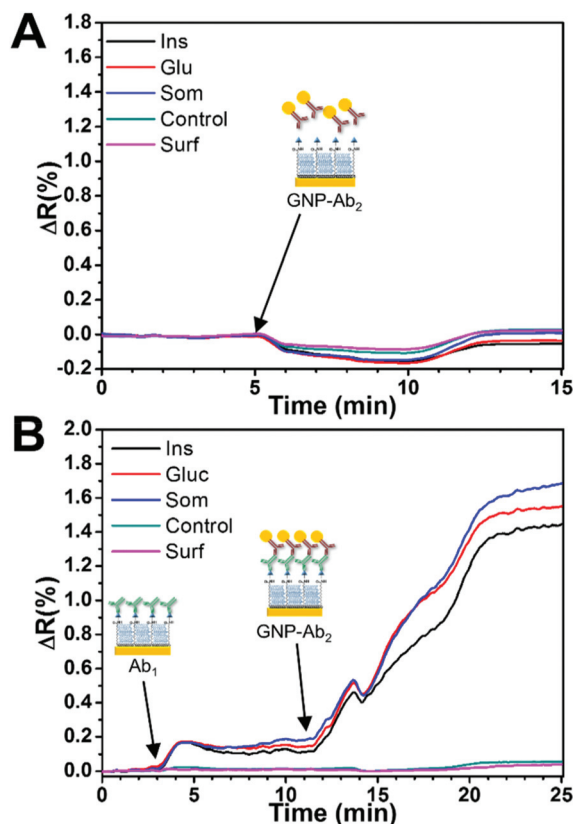 A
1.8
1.6
1.4
1.2
1.0
0.8
0.6
0.4
0.2
0.0
-0.2
ΔR(%)
Ins
Glu
Som
Control
Surf
GNP-Ab₂
0 5 10 15
Time (min)
B
2.0
1.8
1.6
1.4
1.2
1.0
0.8
0.6
0.4
0.2
0.0
ΔR(%)
Ins
Gluc
Som
Control
Surf
Ab₁
GNP-Ab₂
0 5 10 15 20 25
Time (min)